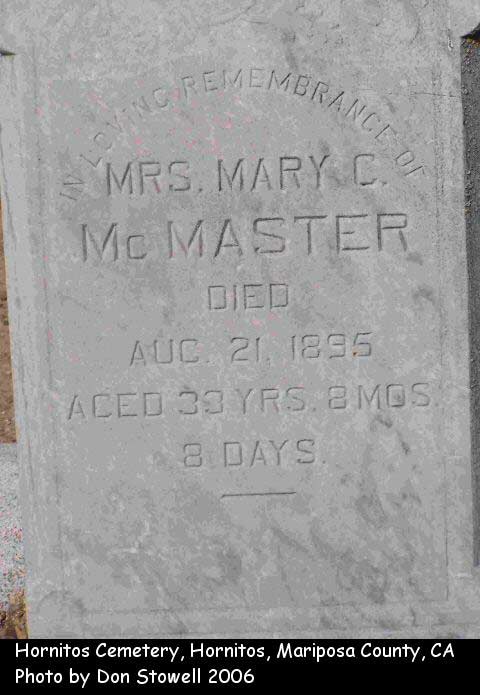 IN LOVING REMEMBRANCE OF
MRS. MARY C.
McMASTER
DIED
AUG. 21, 1895
AGED 33 YRS. 8 MOS.
8 DAYS.
Hornitos Cemetery, Hornitos, Mariposa County, CA
Photo by Don Stowell 2006